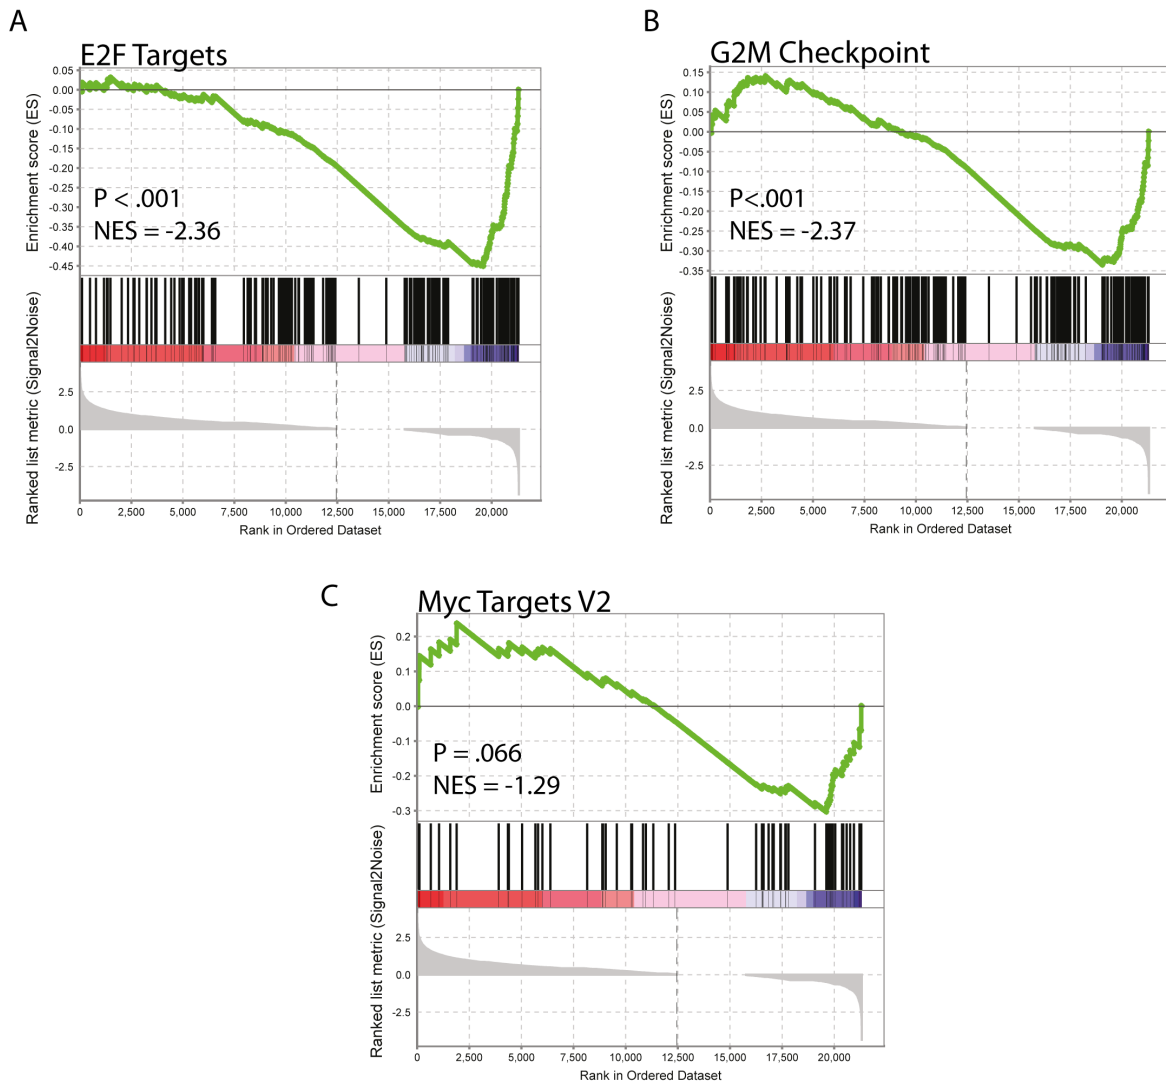 A
E2F Targets
0.05
0.00
-0.05
-0.10
-0.15
-0.20
-0.25
-0.30
-0.35
-0.40
-0.45
Enrichment score (ES)
P < .001
NES = -2.36
Ranked list metric (Signal2Noise)
2.5
0.0
-2.5
0 2,500 5,000 7,500 10,000 12,500 15,000 17,500 20,000
Rank in Ordered Dataset
B
G2M Checkpoint
0.15
0.10
0.05
0.00
-0.05
-0.10
-0.15
-0.20
-0.25
-0.30
-0.35
Enrichment score (ES)
P<.001
NES = -2.37
Ranked list metric (Signal2Noise)
2.5
0.0
-2.5
0 2,500 5,000 7,500 10,000 12,500 15,000 17,500 20,000
Rank in Ordered Dataset
C
Myc Targets V2
0.2
0.1
0.0
-0.1
-0.2
-0.3
Enrichment score (ES)
P = .066
NES = -1.29
Ranked list metric (Signal2Noise)
2.5
0.0
-2.5
0 2,500 5,000 7,500 10,000 12,500 15,000 17,500 20,000
Rank in Ordered Dataset